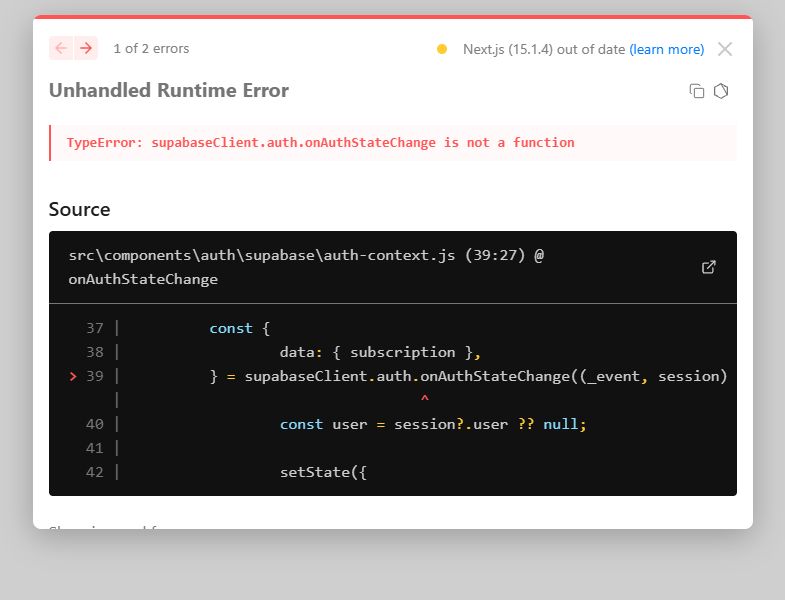 1 of 2 errors
Next.js (15.1.4) out of date (learn more)
Unhandled Runtime Error
TypeError: supabaseClient.auth.onAuthStateChange is not a function
Source
src\components\auth\supabase\auth-context.js (39:27) @
onAuthStateChange
37 | const {
38 | data: { subscription },
> 39 | } = supabaseClient.auth.onAuthStateChange((_event, session)
| ^
40 | const user = session?.user ?? null;
41 |
42 | setState({